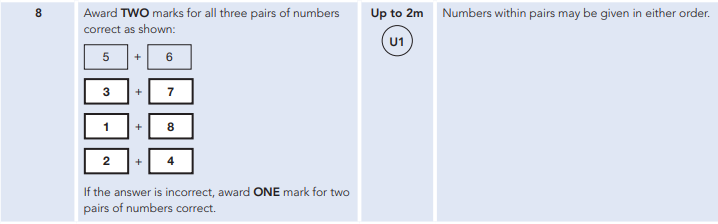 8
Award TWO marks for all three pairs of numbers
correct as shown:
5 + 6
3 + 7
1 + 8
2 + 4
If the answer is incorrect, award ONE mark for two
pairs of numbers correct.
Up to 2m
U1
Numbers within pairs may be given in either order.